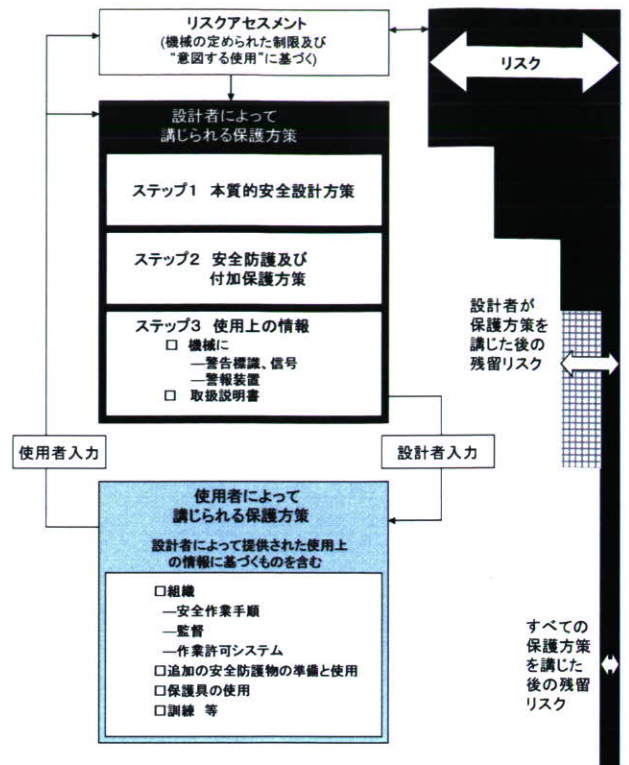 リスクアセスメント
(機械の定められた制限及び
“意図する使用”に基づく)
リスク
設計者によって
講じられる保護方策
ステップ1 本質的安全設計方策
ステップ2 安全防護及び
付加保護方策
ステップ3 使用上の情報
□ 機械に
―警告標識、信号
―警報装置
□ 取扱説明書
設計者が
保護方策を
講じた後の
残留リスク
使用者入力
設計者入力
使用者によって
講じられる保護方策
設計者によって提供された使用上
の情報に基づくものを含む
□組織
―安全作業手順
―監督
―作業許可システム
□追加の安全防護物の準備と使用
□保護具の使用
□訓練 等
すべての
保護方策
を講じた
後の残留
リスク